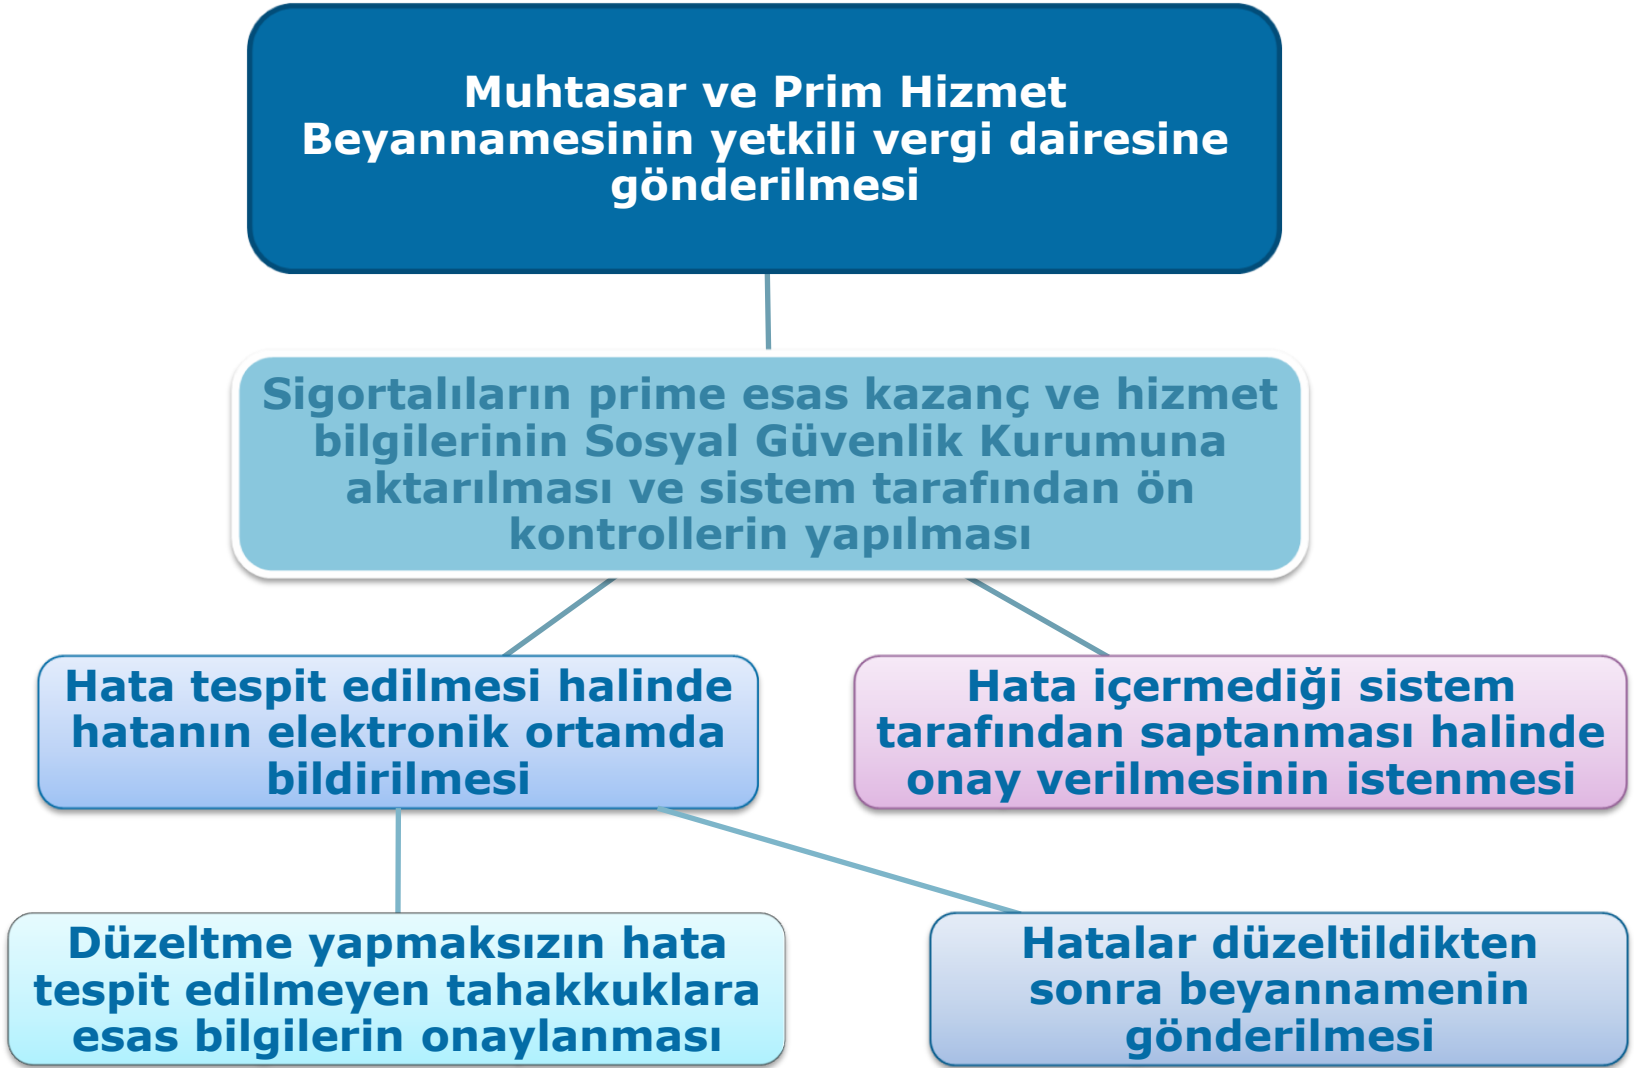 Muhtasar ve Prim Hizmet
Beyannamesinin yetkili vergi dairesine
gönderilmesi
Sigortalıların prime esas kazanç ve hizmet
bilgilerinin Sosyal Güvenlik Kurumuna
aktarılması ve sistem tarafından ön
kontrollerin yapılması
Hata tespit edilmesi halinde
hatanın elektronik ortamda
bildirilmesi
Hata içermediği sistem
tarafından saptanması halinde
onay verilmesinin istenmesi
Düzeltme yapmaksızın hata
tespit edilmeyen tahakkuklara
esas bilgilerin onaylanması
Hatalar düzeltildikten
sonra beyannamenin
gönderilmesi